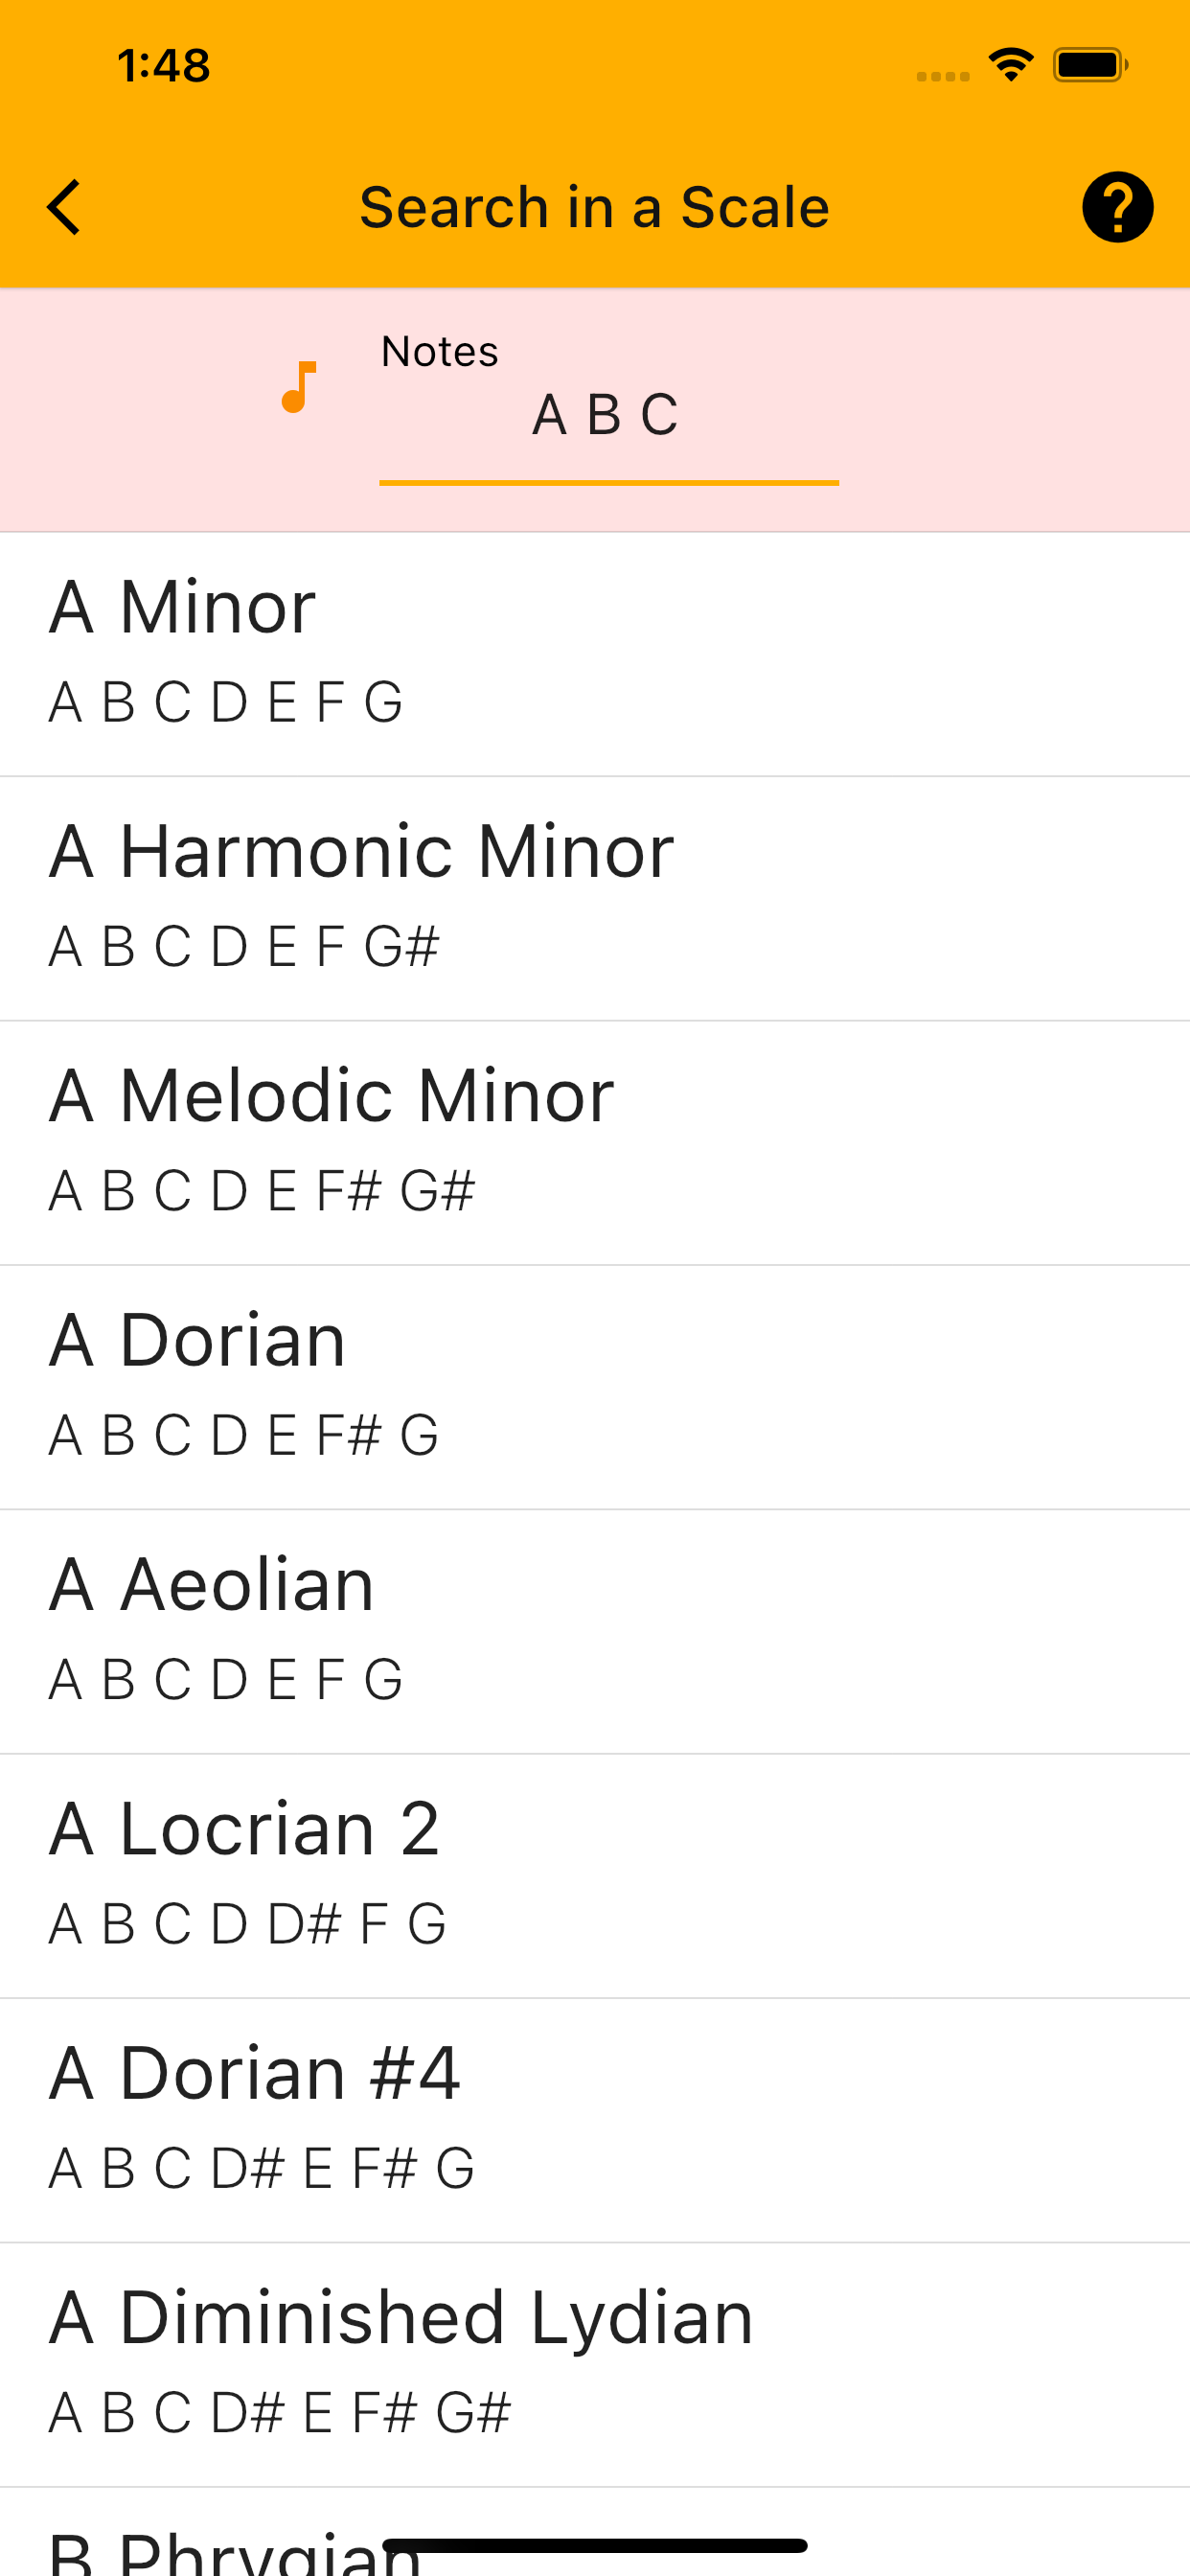 1:48
Search in a Scale
Notes
A B C
A Minor
A B C D E F G
A Harmonic Minor
A B C D E F G#
A Melodic Minor
A B C D E F# G#
A Dorian
A B C D E F# G
A Aeolian
A B C D E F G
A Locrian 2
A B C D D# F G
A Dorian #4
A B C D# E F# G
A Diminished Lydian
A B C D# E F# G#
B Phrygian